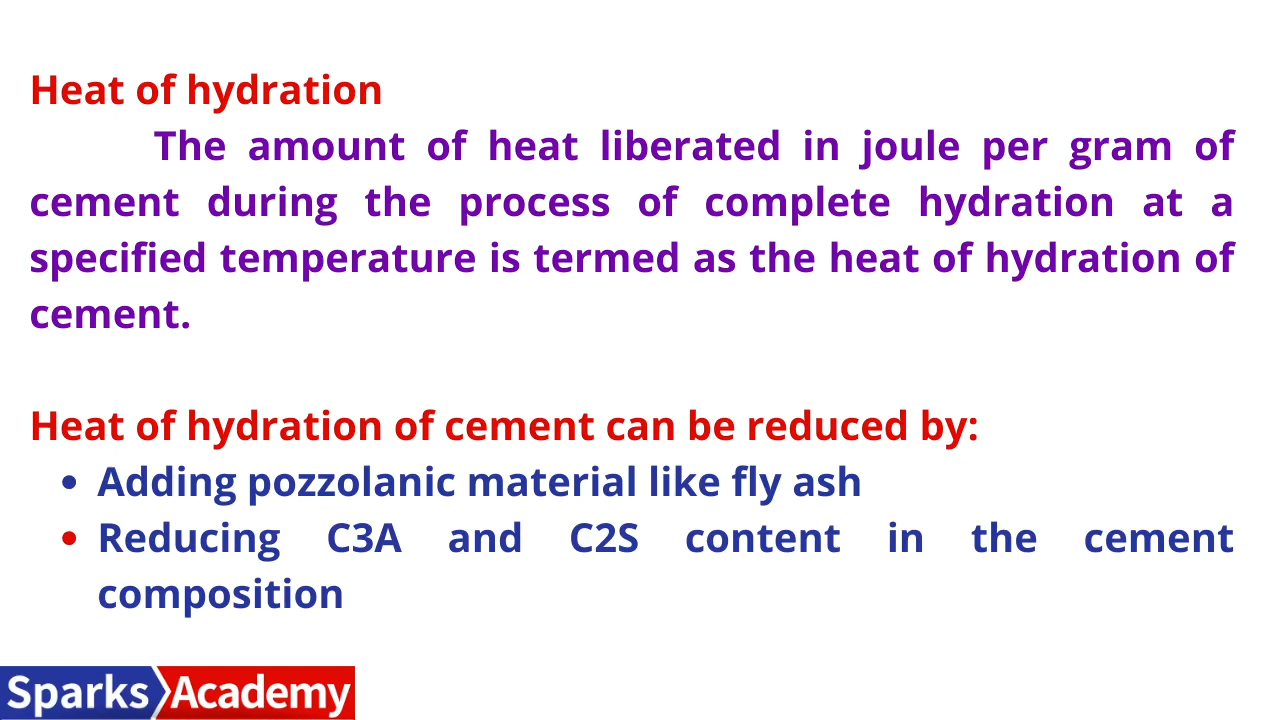 Heat of hydration
The amount of heat liberated in joule per gram of
cement during the process of complete hydration at a
specified temperature is termed as the heat of hydration of
cement.
Heat of hydration of cement can be reduced by:
• Adding pozzolanic material like fly ash
• Reducing C3A and C2S content in the cement
composition
Sparks Academy